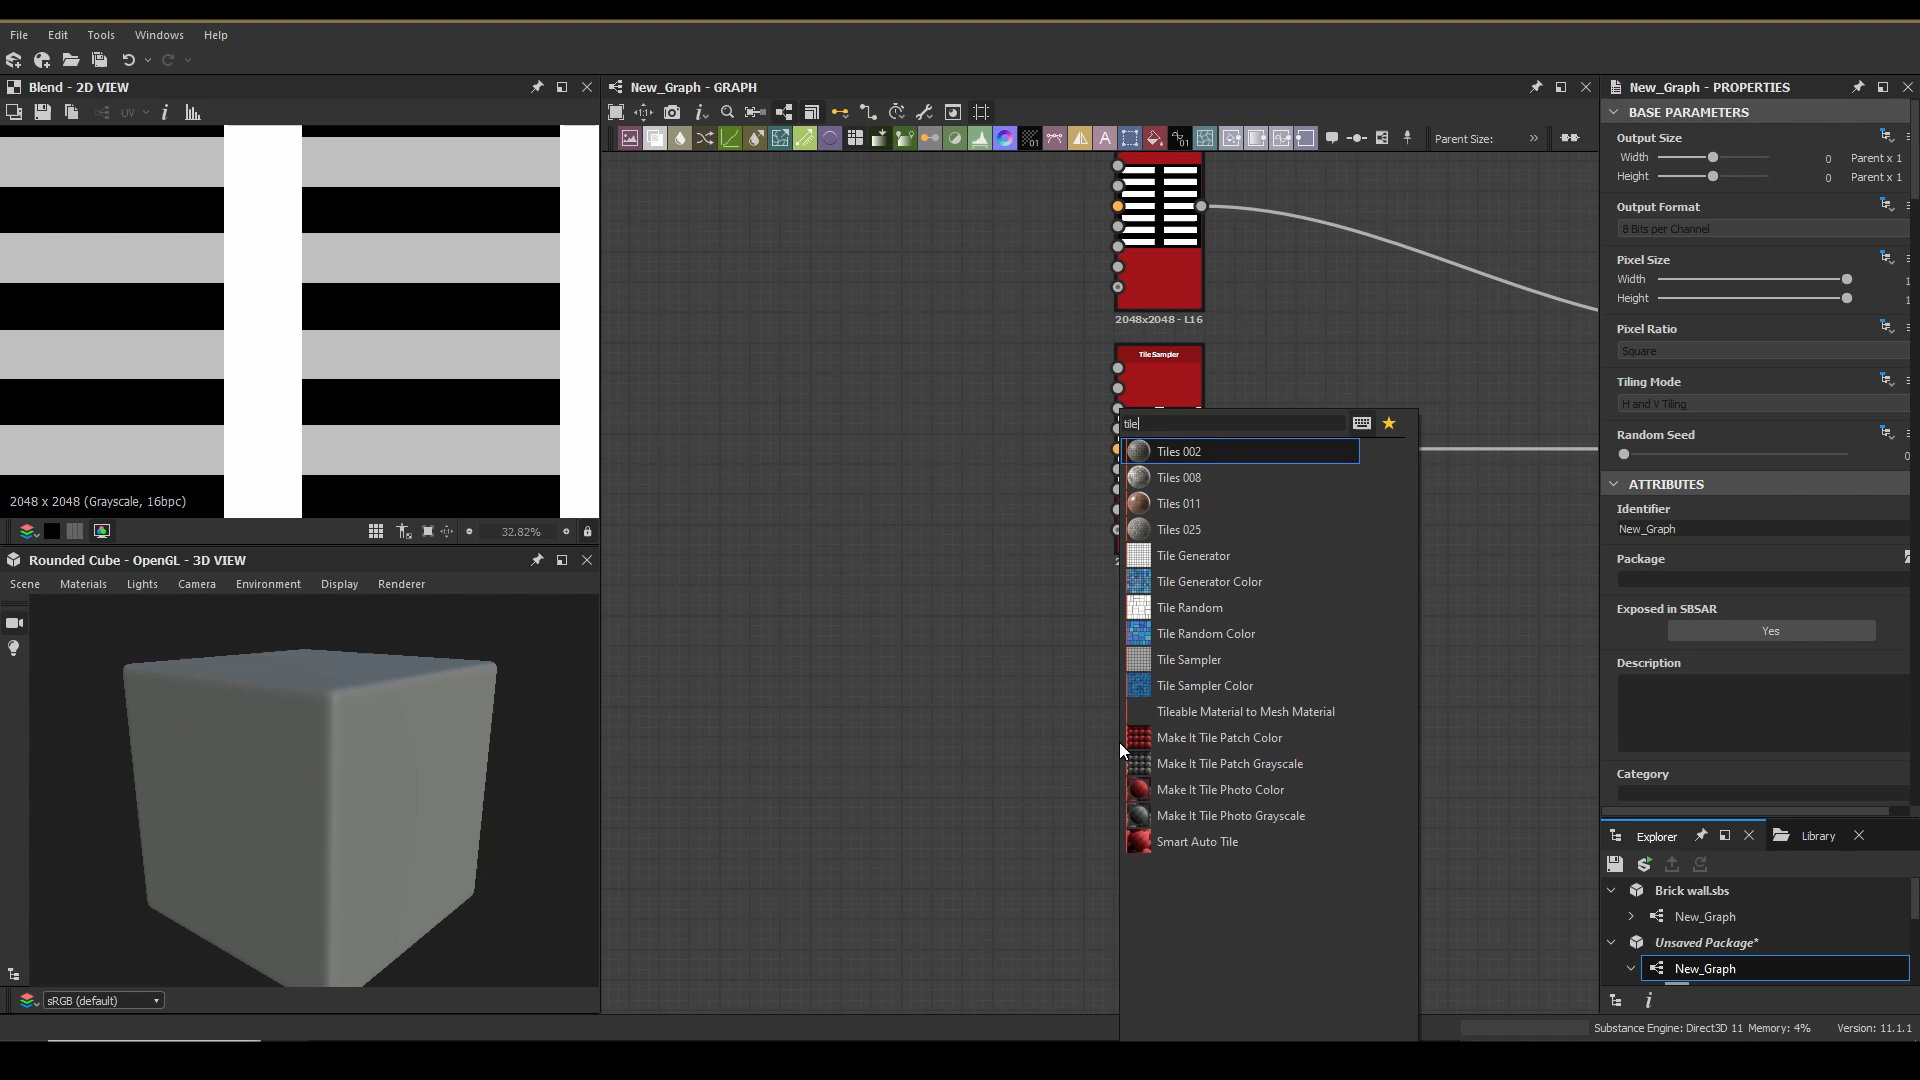 File Edit Tools Windows Help
Blend - 2D VIEW
UV
2048 x 2048 (Grayscale, 16bpc)
32.82%
Rounded Cube - OpenGL - 3D VIEW
Scene Materials Lights Camera Environment Display Renderer
sRGB (default)
New_Graph - GRAPH
Parent Size: »
2048x2048 - L16
Tile Sampler
tile
Tiles 002
Tiles 008
Tiles 011
Tiles 025
Tile Generator
Tile Generator Color
Tile Random
Tile Random Color
Tile Sampler
Tile Sampler Color
Tileable Material to Mesh Material
Make It Tile Patch Color
Make It Tile Patch Grayscale
Make It Tile Photo Color
Make It Tile Photo Grayscale
Smart Auto Tile
New_Graph - PROPERTIES
BASE PARAMETERS
Output Size
Width 0 Parent x 1
Height 0 Parent x 1
Output Format
8 Bits per Channel
Pixel Size
Width 1
Height 1
Pixel Ratio
Square
Tiling Mode
H and V Tiling
Random Seed
0
ATTRIBUTES
Identifier
New_Graph
Package
Exposed in SBSAR
Yes
Description
Category
Explorer Library
Brick wall.sbs
New_Graph
Unsaved Package*
New_Graph
Substance Engine: Direct3D 11 Memory: 4% Version: 11.1.1